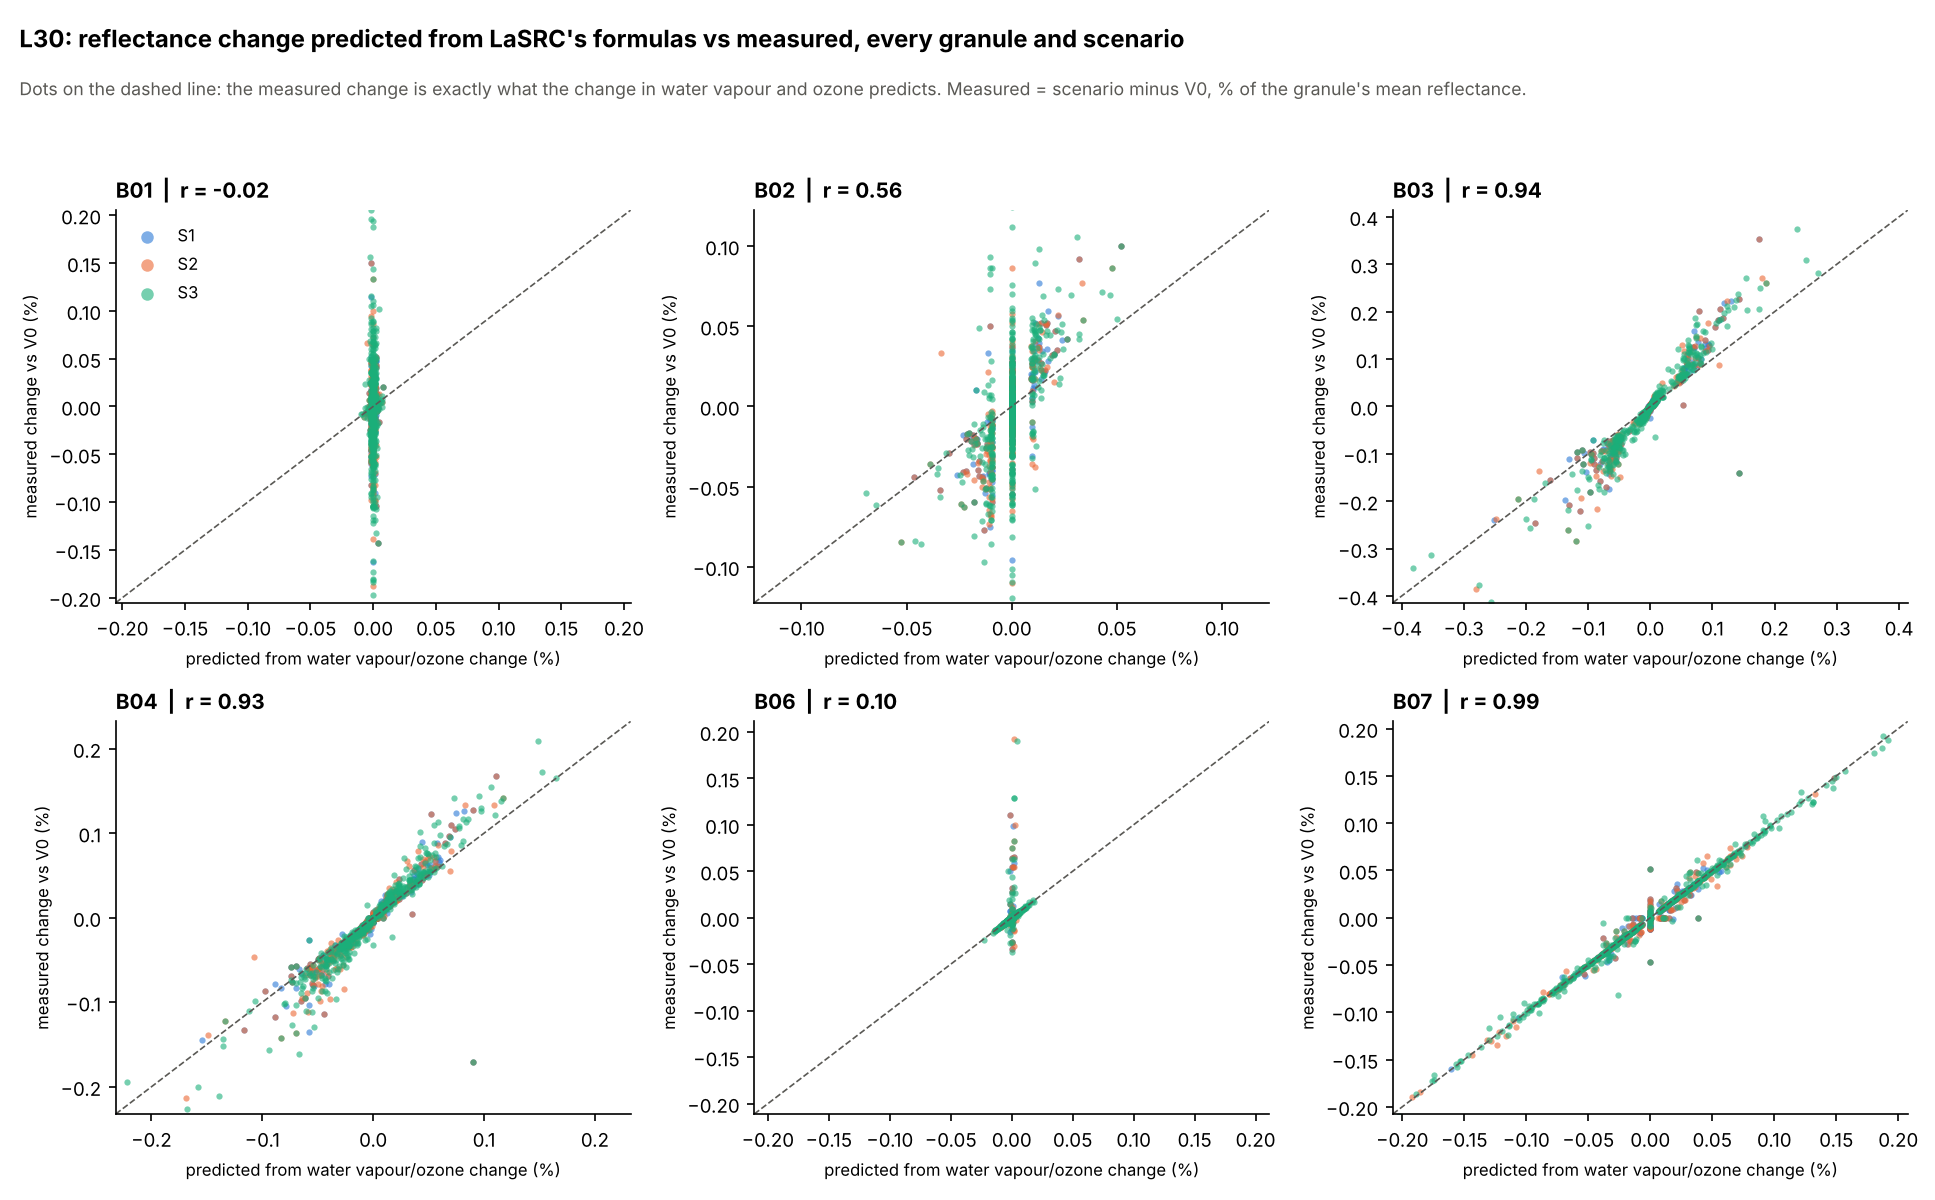 L30: reflectance change predicted from LaSRC's formulas vs measured, every granule and scenario
Dots on the dashed line: the measured change is exactly what the change in water vapour and ozone predicts. Measured = scenario minus V0, % of the granule's mean reflectance.
B01 | r = -0.02
0.20
0.15
0.10
0.05
0.00
−0.05
−0.10
−0.15
−0.20
S1
S2
S3
measured change vs V0 (%)
−0.20 −0.15 −0.10 −0.05 0.00 0.05 0.10 0.15 0.20
predicted from water vapour/ozone change (%)
B02 | r = 0.56
0.10
0.05
0.00
−0.05
−0.10
measured change vs V0 (%)
−0.10 −0.05 0.00 0.05 0.10
predicted from water vapour/ozone change (%)
B03 | r = 0.94
0.4
0.3
0.2
0.1
0.0
−0.1
−0.2
−0.3
−0.4
measured change vs V0 (%)
−0.4 −0.3 −0.2 −0.1 0.0 0.1 0.2 0.3 0.4
predicted from water vapour/ozone change (%)
B04 | r = 0.93
0.2
0.1
0.0
−0.1
−0.2
measured change vs V0 (%)
−0.2 −0.1 0.0 0.1 0.2
predicted from water vapour/ozone change (%)
B06 | r = 0.10
0.20
0.15
0.10
0.05
0.00
−0.05
−0.10
−0.15
−0.20
measured change vs V0 (%)
−0.20 −0.15 −0.10 −0.05 0.00 0.05 0.10 0.15 0.20
predicted from water vapour/ozone change (%)
B07 | r = 0.99
0.20
0.15
0.10
0.05
0.00
−0.05
−0.10
−0.15
−0.20
measured change vs V0 (%)
−0.20 −0.15 −0.10 −0.05 0.00 0.05 0.10 0.15 0.20
predicted from water vapour/ozone change (%)